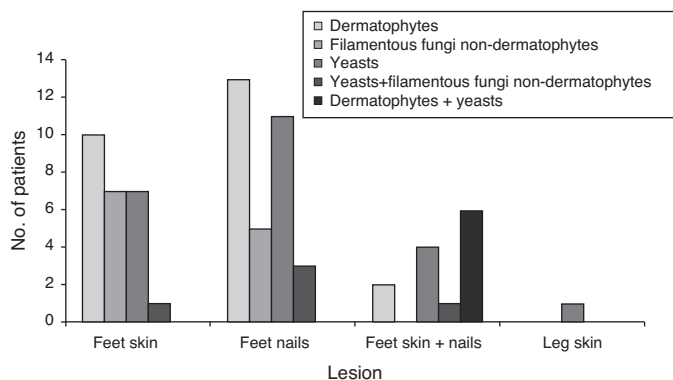 Dermatophytes
Filamentous fungi non-dermatophytes
Yeasts
Yeasts+filamentous fungi non-dermatophytes
Dermatophytes + yeasts
14
12
10
8
6
4
2
0
No. of patients
Feet skin
Feet nails
Feet skin + nails
Leg skin
Lesion